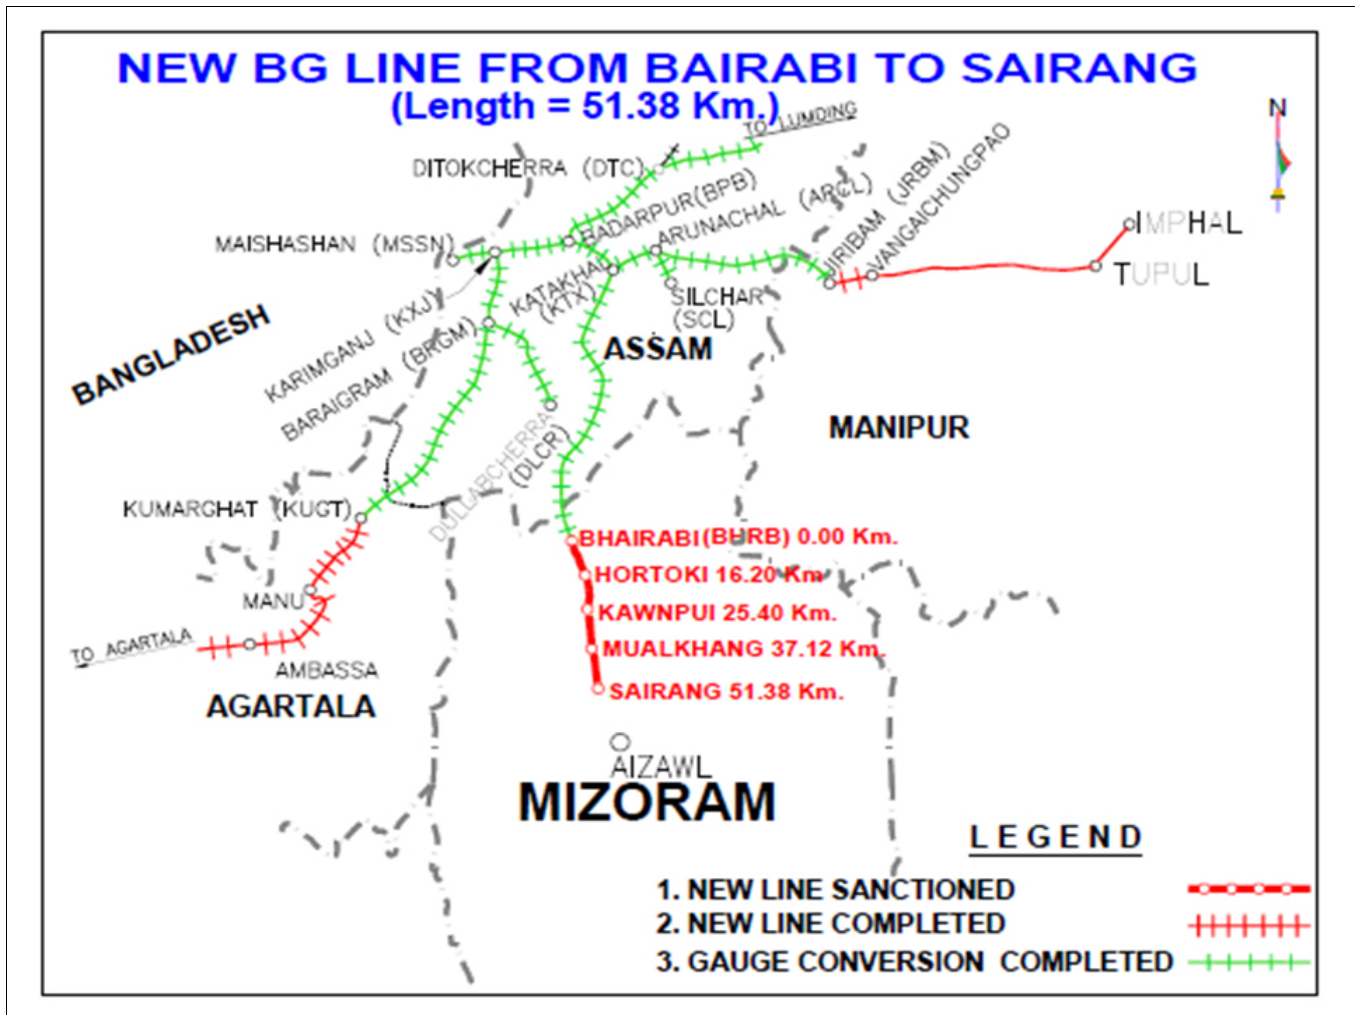 NEW BG LINE FROM BAIRABI TO SAIRANG
(Length = 51.38 Km.)
TO LUMDING
N
DITOKCHERRA (DTC)
BADARPUR(BPB)
ARUNACHAL (ARCL)
JIRIBAM (JRBM)
VANGAICHUNGPAO
MAISHASHAN (MSSN)
IMPHAL
TUPUL
KARIMGANJ (KXJ)
KATAKHAL
(KTX)
SILCHAR
(SCL)
BANGLADESH
BARAIGRAM (BRGM)
ASSAM
MANIPUR
DULLABCHERRA
(DLCR)
KUMARGHAT (KUGT)
BHAIRABI(BHRB) 0.00 Km.
HORTOKI 16.20 Km
MANU
KAWNPUI 25.40 Km.
TO AGARTALA
MUALKHANG 37.12 Km.
AMBASSA
SAIRANG 51.38 Km.
AGARTALA
AIZAWL
MIZORAM
LEGEND
1. NEW LINE SANCTIONED
2. NEW LINE COMPLETED
3. GAUGE CONVERSION COMPLETED